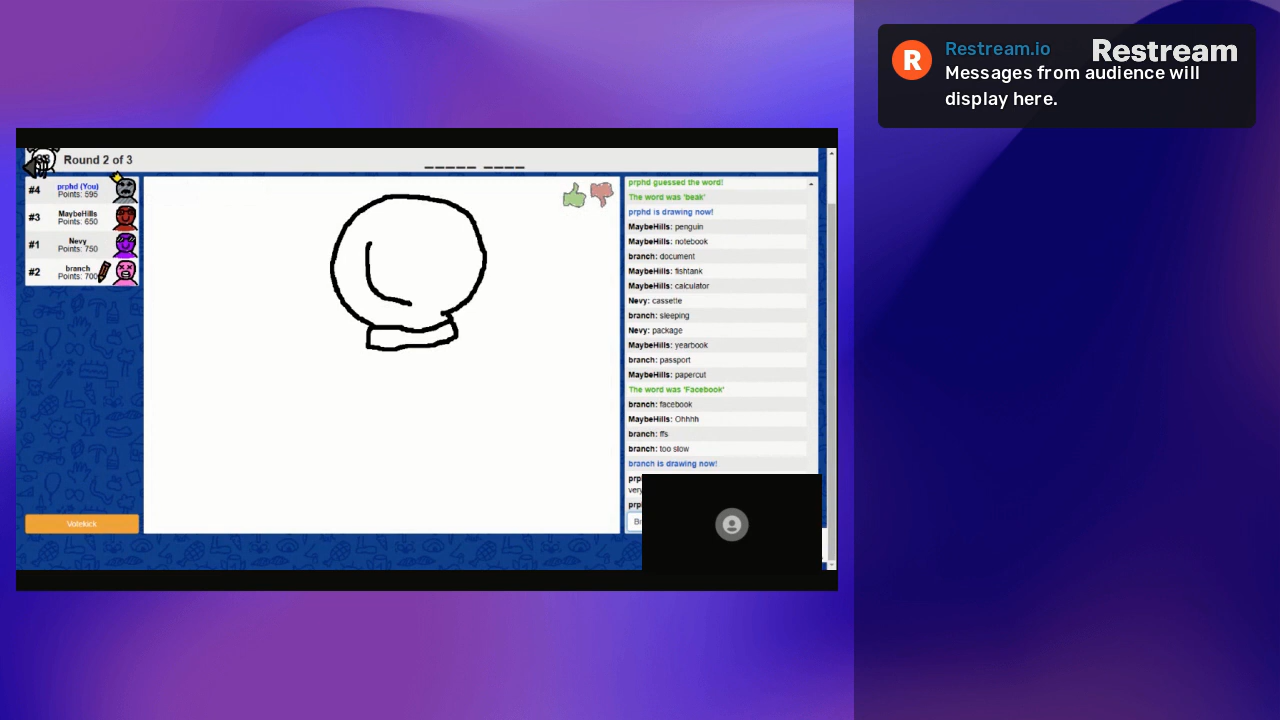 Restream.io
Restream
Messages from audience will
display here.
Round 2 of 3
_____ ____
#4 prphd (You)
Points: 595
#3 MaybeHills
Points: 650
#1 Nevy
Points: 750
#2 branch
Points: 700
Votekick
prphd guessed the word!
The word was 'beak'
prphd is drawing now!
MaybeHills: penguin
MaybeHills: notebook
branch: document
MaybeHills: fishtank
MaybeHills: calculator
Nevy: cassette
branch: sleeping
Nevy: package
MaybeHills: yearbook
branch: passport
MaybeHills: papercut
The word was 'Facebook'
branch: facebook
MaybeHills: Ohhhh
branch: ffs
branch: too slow
branch is drawing now!